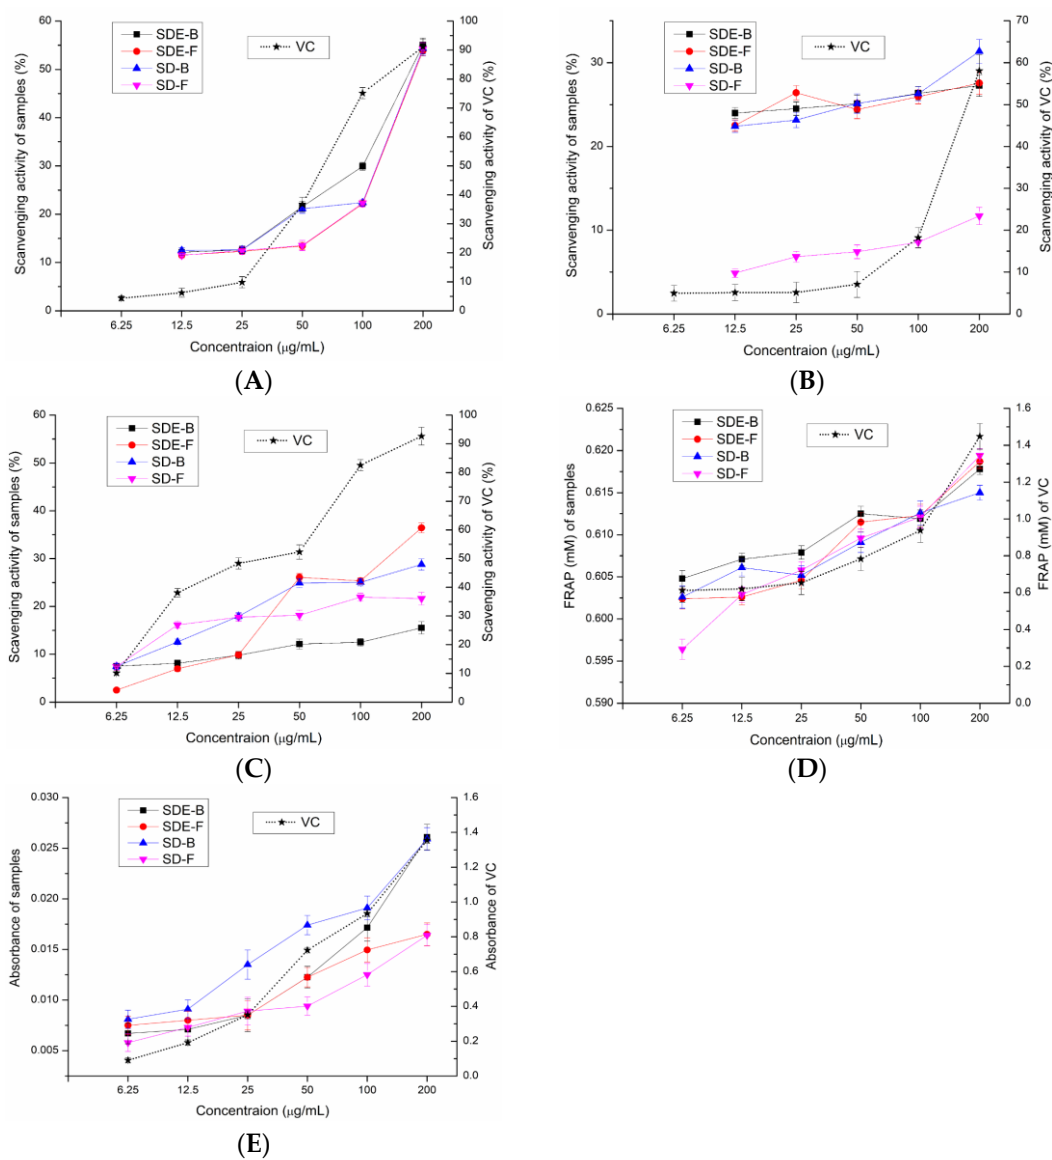 SDE-B
SDE-F
SD-B
SD-F
VC
Scavenging activity of samples (%)
Scavenging activity of VC (%)
60
50
40
30
20
10
0
100
90
80
70
60
50
40
30
20
10
0
6.25 12.5 25 50 100 200
Concentraion (μg/mL)
(A)
SDE-B
SDE-F
SD-B
SD-F
VC
Scavenging activity of samples (%)
Scavenging activity of VC (%)
30
20
10
0
70
60
50
40
30
20
10
0
6.25 12.5 25 50 100 200
Concentraion (μg/mL)
(B)
SDE-B
SDE-F
SD-B
SD-F
VC
Scavenging activity of samples (%)
Scavenging activity of VC (%)
60
50
40
30
20
10
0
100
90
80
70
60
50
40
30
20
10
0
6.25 12.5 25 50 100 200
Concentraion (μg/mL)
(C)
SDE-B
SDE-F
SD-B
SD-F
VC
FRAP (mM) of samples
FRAP (mM) of VC
0.625
0.620
0.615
0.610
0.605
0.600
0.595
0.590
1.6
1.4
1.2
1.0
0.8
0.6
0.4
0.2
0.0
6.25 12.5 25 50 100 200
Concentraion (μg/mL)
(D)
SDE-B
SDE-F
SD-B
SD-F
VC
Absorbance of samples
Absorbance of VC
0.030
0.025
0.020
0.015
0.010
0.005
1.6
1.4
1.2
1.0
0.8
0.6
0.4
0.2
0.0
6.25 12.5 25 50 100 200
Concentraion (μg/mL)
(E)